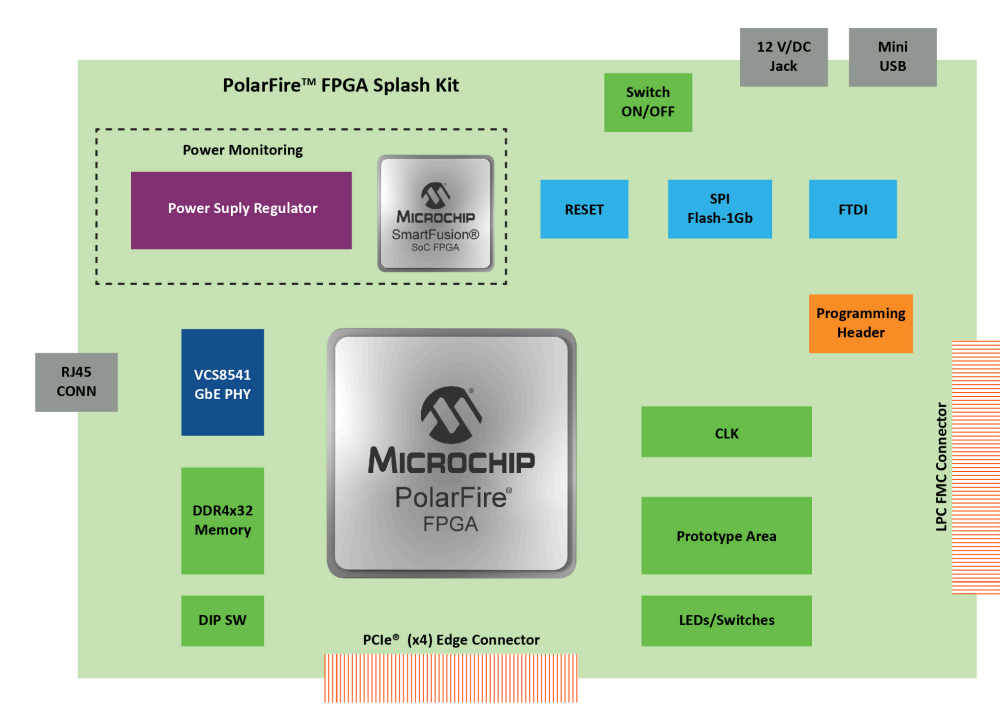 12 V/DC
Jack
Mini
USB
PolarFire™ FPGA Splash Kit
Switch
ON/OFF
Power Monitoring
Power Suply Regulator
MICROCHIP
SmartFusion®
SoC FPGA
RESET
SPI
Flash-1Gb
FTDI
Programming
Header
RJ45
CONN
VCS8541
GbE PHY
MICROCHIP
PolarFire®
FPGA
CLK
LPC FMC Connector
DDR4x32
Memory
Prototype Area
DIP SW
LEDs/Switches
PCIe® (x4) Edge Connector